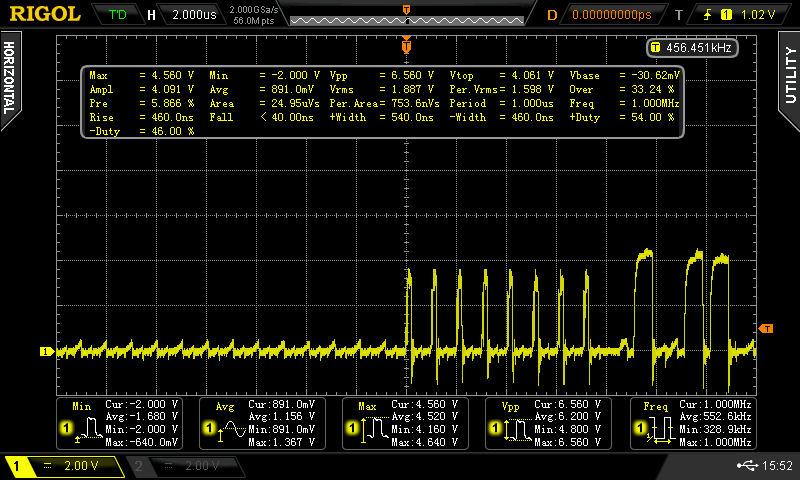 RIGOL T'D H 2.000us 2.000GSa/s 56.0M pts T D 0.00000000ps T 1 1.02 V
HORIZONTAL
UTILITY
T
T 456.451kHz
Max = 4.560 V Min = -2.000 V Vpp = 6.560 V Vtop = 4.061 V Vbase = -30.62mV
Ampl = 4.091 V Avg = 891.0mV Vrms = 1.887 V Per.Vrms= 1.598 V Over = 33.24 %
Pre = 5.866 % Area = 24.95uVs Per.Area= 753.6nVs Period = 1.000us Freq = 1.000MHz
Rise = 460.0ns Fall < 40.00ns +Width = 540.0ns -Width = 460.0ns +Duty = 54.00 %
-Duty = 46.00 %
T
1
Min Cur:-2.000 V
Avg:-1.680 V
1 Min:-2.000 V
Max:-640.0mV
Avg Cur:891.0mV
Avg:1.156 V
1 Min:891.0mV
Max:1.367 V
Max Cur:4.560 V
Avg:4.520 V
1 Min:4.160 V
Max:4.640 V
Vpp Cur:6.560 V
Avg:6.200 V
1 Min:4.800 V
Max:6.560 V
Freq Cur:1.000MHz
Avg:552.6kHz
1 Min:328.9kHz
Max:1.000MHz
1 2.00 V 2 2.00 V 15:52